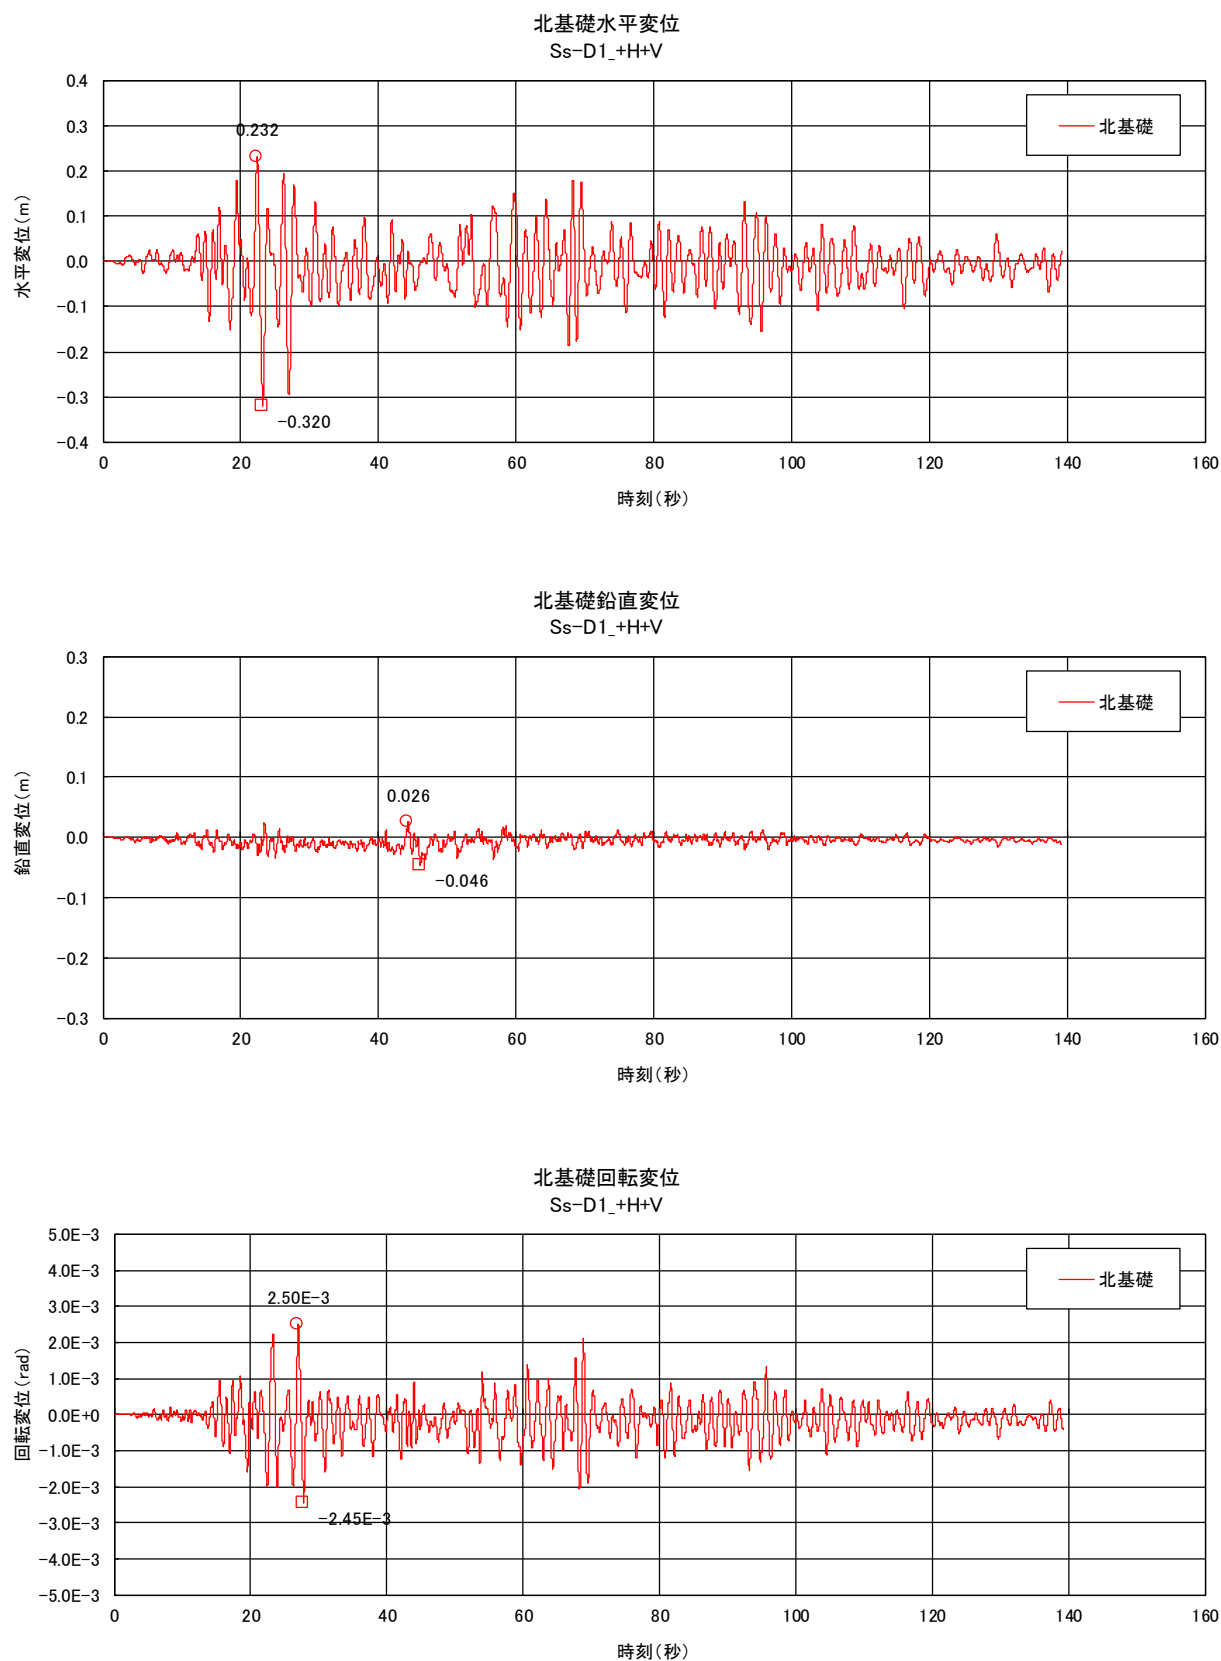 北基礎水平変位
Ss-D1_+H+V
水平変位(m)
0.4
0.3
0.2
0.1
0.0
-0.1
-0.2
-0.3
-0.4
0.232
-0.320
北基礎
0 20 40 60 80 100 120 140 160
時刻(秒)
北基礎鉛直変位
Ss-D1_+H+V
鉛直変位(m)
0.3
0.2
0.1
0.0
-0.1
-0.2
-0.3
0.026
-0.046
北基礎
0 20 40 60 80 100 120 140 160
時刻(秒)
北基礎回転変位
Ss-D1_+H+V
回転変位(rad)
5.0E-3
4.0E-3
3.0E-3
2.0E-3
1.0E-3
0.0E+0
-1.0E-3
-2.0E-3
-3.0E-3
-4.0E-3
-5.0E-3
2.50E-3
-2.45E-3
北基礎
0 20 40 60 80 100 120 140 160
時刻(秒)